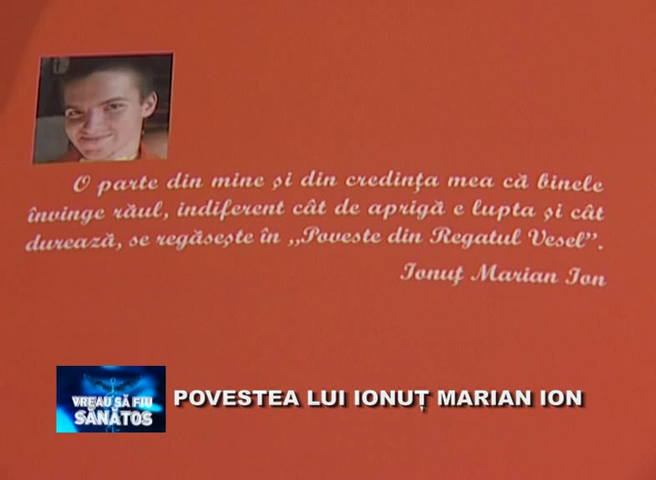 O parte din mine și din credința mea că binele
învinge răul, indiferent cât de aprigă e lupta și cât
durează, se regăsește în „Poveste din Regatul Vesel”.
Ionuț Marian Ion
VREAU SĂ FIU
SĂNĂTOS
POVESTEA LUI IONUȚ MARIAN ION